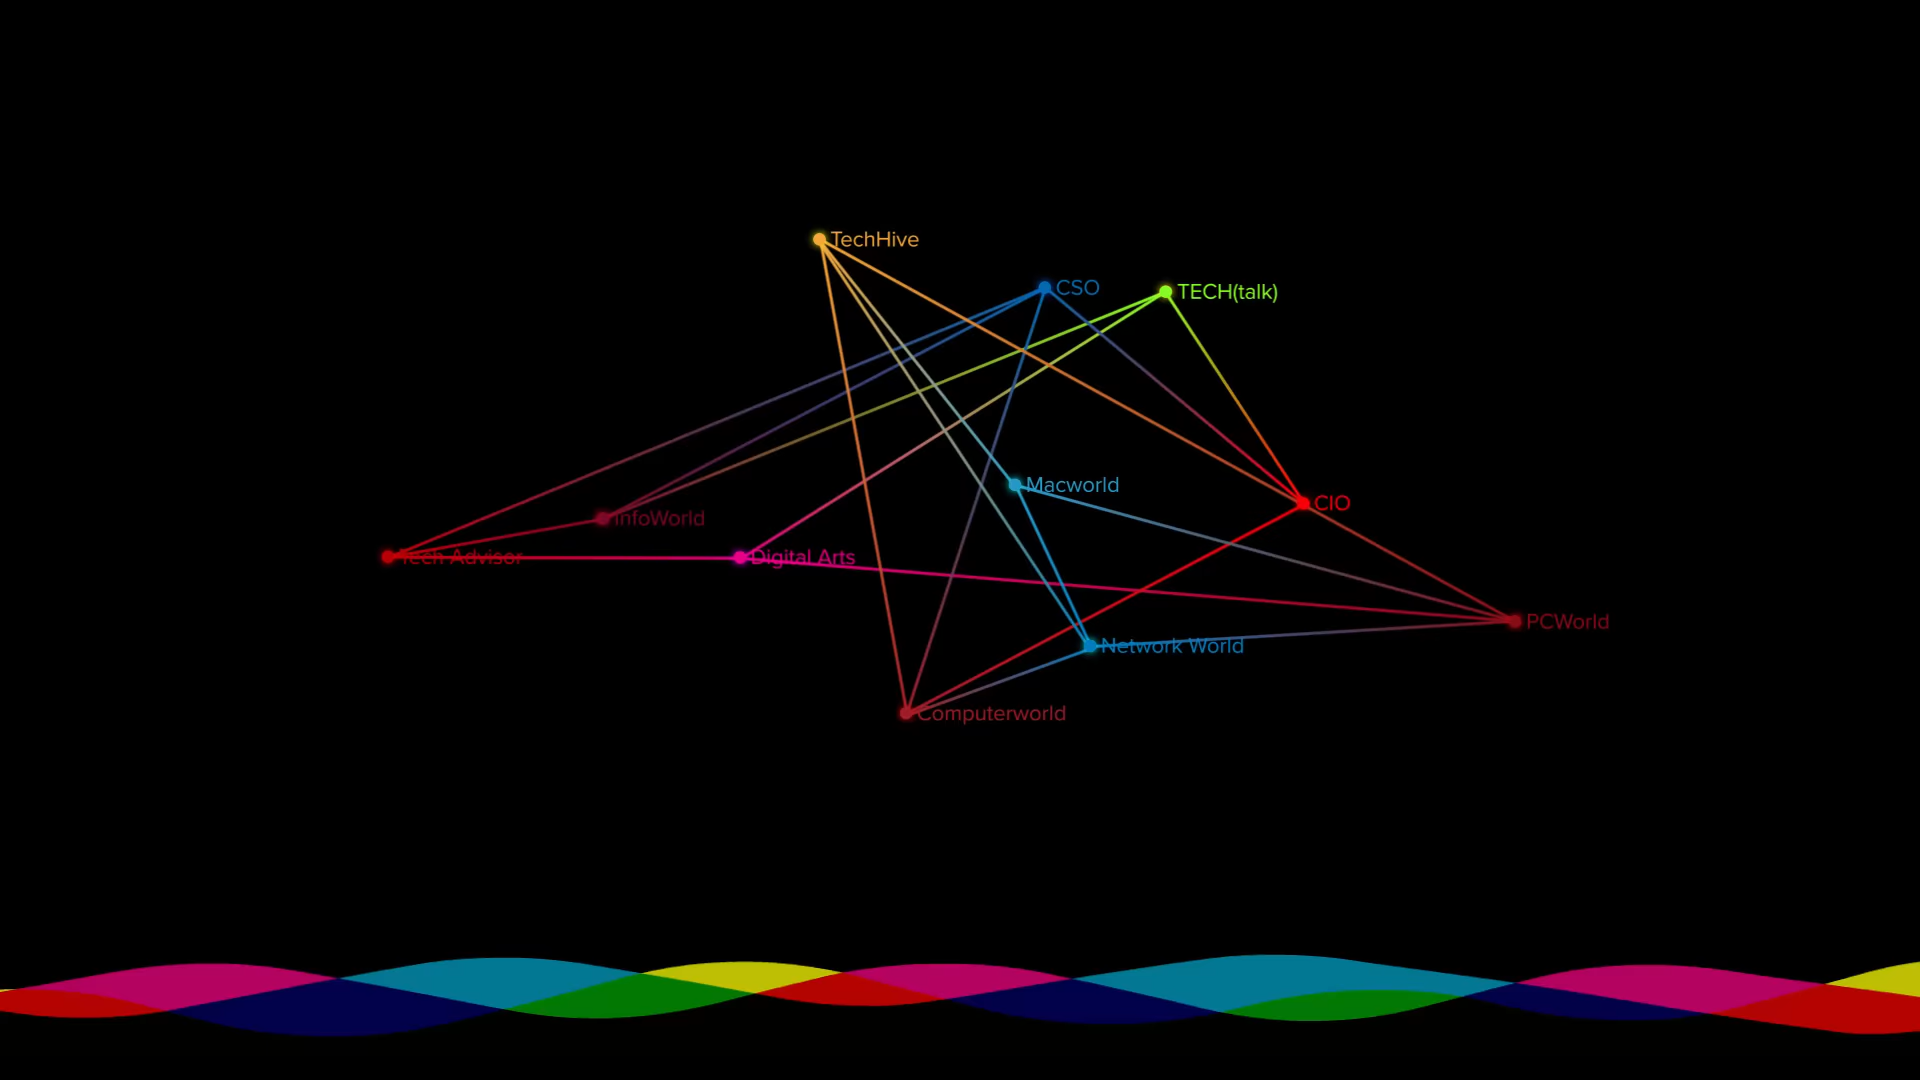 TechHive
CSO
TECH(talk)
Macworld
CIO
InfoWorld
Tech Advisor
Digital Arts
PCWorld
Network World
Computerworld